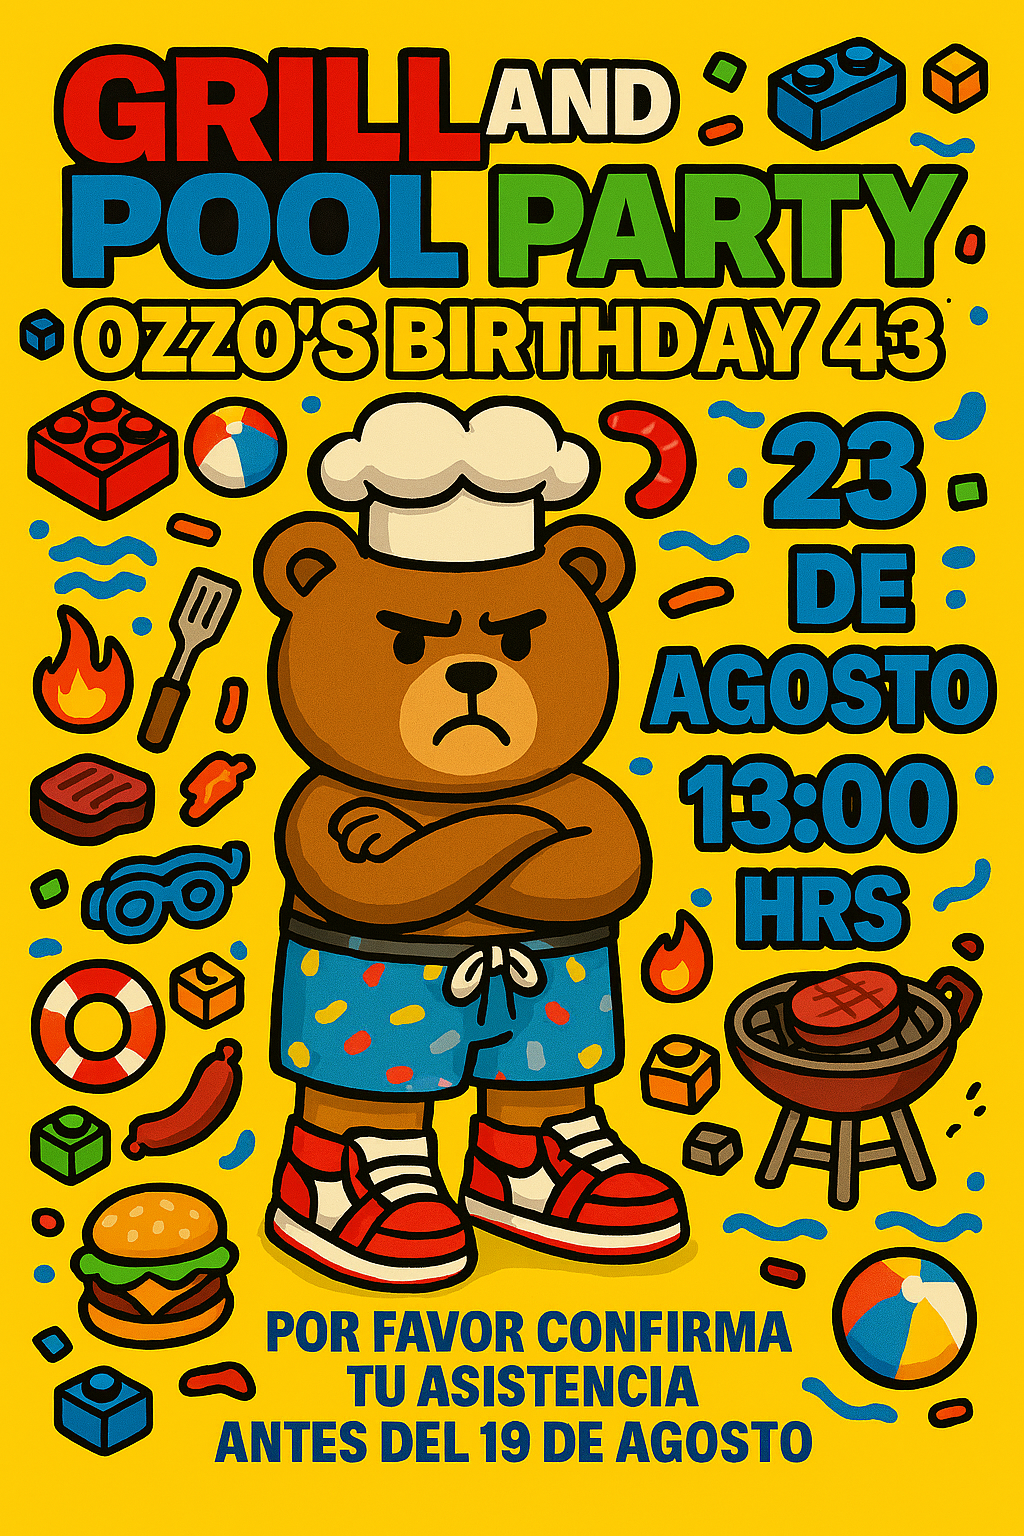 GRILL AND
POOL PARTY
OZZO'S BIRTHDAY 43
23
DE
AGOSTO
13:00
HRS
POR FAVOR CONFIRMA
TU ASISTENCIA
ANTES DEL 19 DE AGOSTO